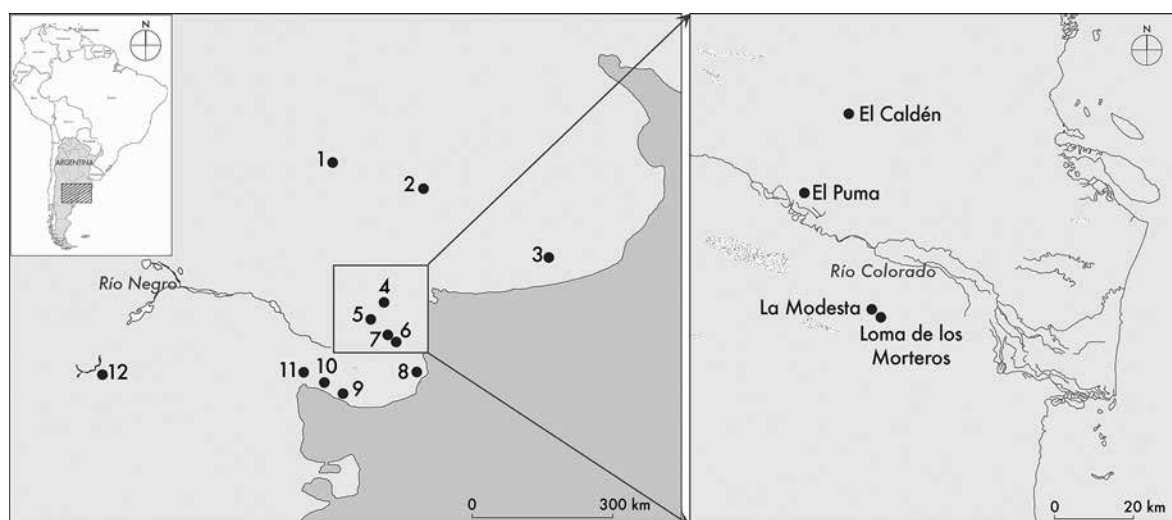 N
ARGENTINA
1
2
3
Río Negro
4
5
7
6
12
11
10
9
8
0 300 km
N
El Caldén
El Puma
Río Colorado
La Modesta
Loma de los
Morteros
0 20 km